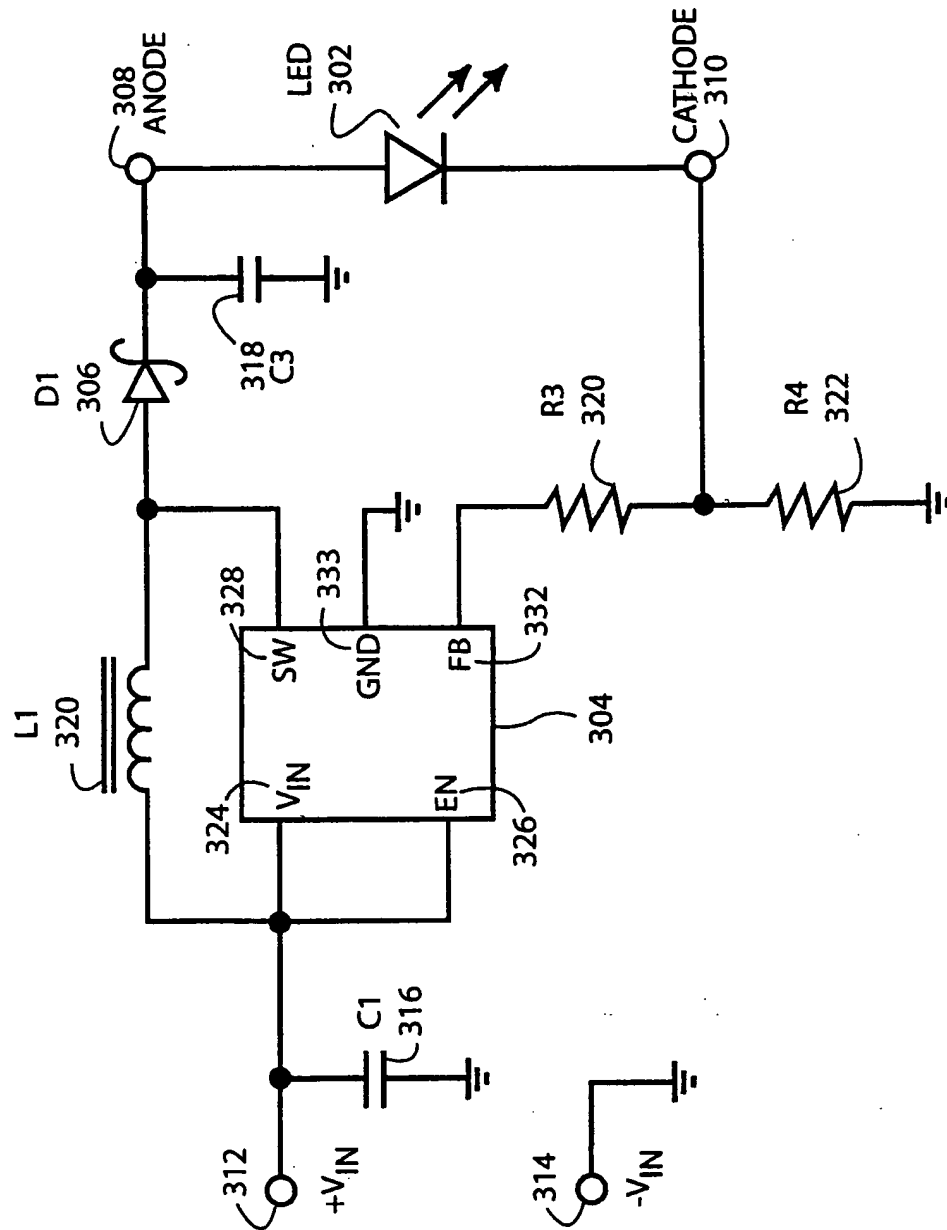 308
ANODE
LED
302
CATHODE
310
D1
306
318
C3
R3
320
R4
322
L1
320
328
SW
333
GND
FB
332
324
VIN
EN
326
304
C1
316
312
+VIN
314
-VIN